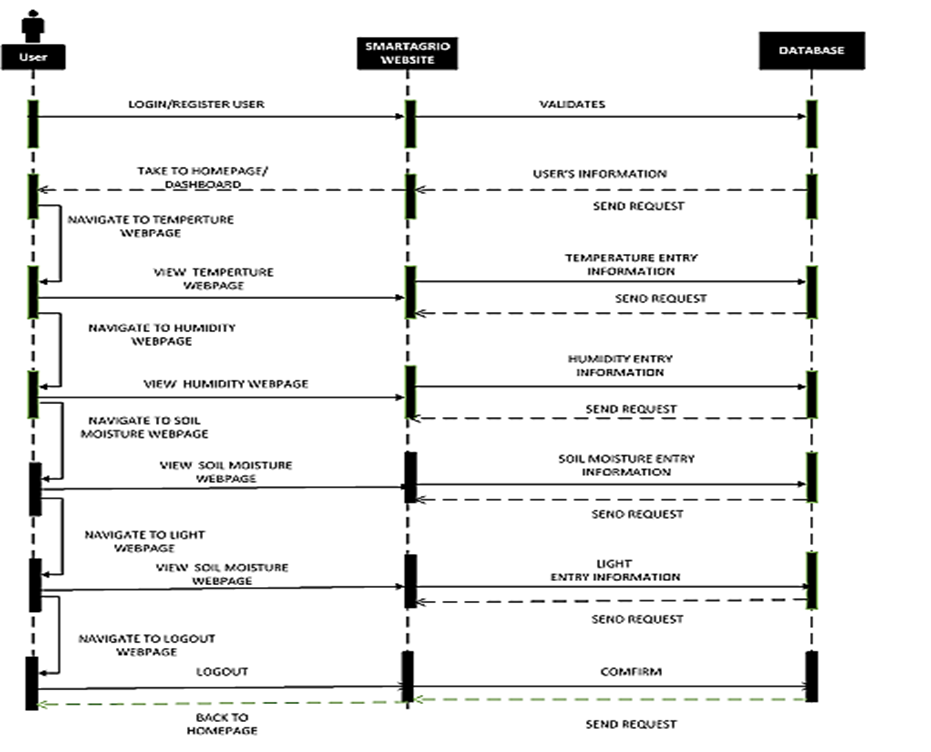 User
SMARTAGRIO
WEBSITE
DATABASE
LOGIN/REGISTER USER
VALIDATES
TAKE TO HOMEPAGE/
DASHBOARD
USER'S INFORMATION
SEND REQUEST
NAVIGATE TO TEMPERTURE
WEBPAGE
VIEW TEMPERTURE
WEBPAGE
TEMPERATURE ENTRY
INFORMATION
SEND REQUEST
NAVIGATE TO HUMIDITY
WEBPAGE
VIEW HUMIDITY WEBPAGE
HUMIDITY ENTRY
INFORMATION
SEND REQUEST
NAVIGATE TO SOIL
MOISTURE WEBPAGE
VIEW SOIL MOISTURE
WEBPAGE
SOIL MOISTURE ENTRY
INFORMATION
SEND REQUEST
NAVIGATE TO LIGHT
WEBPAGE
VIEW SOIL MOISTURE
WEBPAGE
LIGHT
ENTRY INFORMATION
SEND REQUEST
NAVIGATE TO LOGOUT
WEBPAGE
LOGOUT
COMFIRM
BACK TO
HOMEPAGE
SEND REQUEST